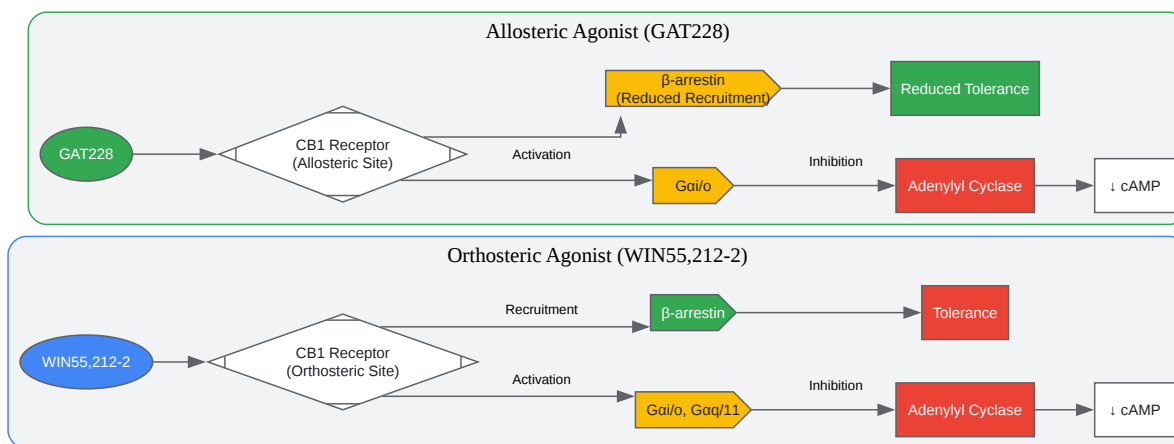 Allosteric Agonist (GAT228)
β-arrestin
(Reduced Recruitment)
Reduced Tolerance
GAT228
CB1 Receptor
(Allosteric Site)
Activation
Gαi/o
Inhibition
Adenylyl Cyclase
↓ cAMP
Orthosteric Agonist (WIN55,212-2)
Recruitment
β-arrestin
Tolerance
WIN55,212-2
CB1 Receptor
(Orthosteric Site)
Activation
Gαi/o, Gαq/11
Inhibition
Adenylyl Cyclase
↓ cAMP